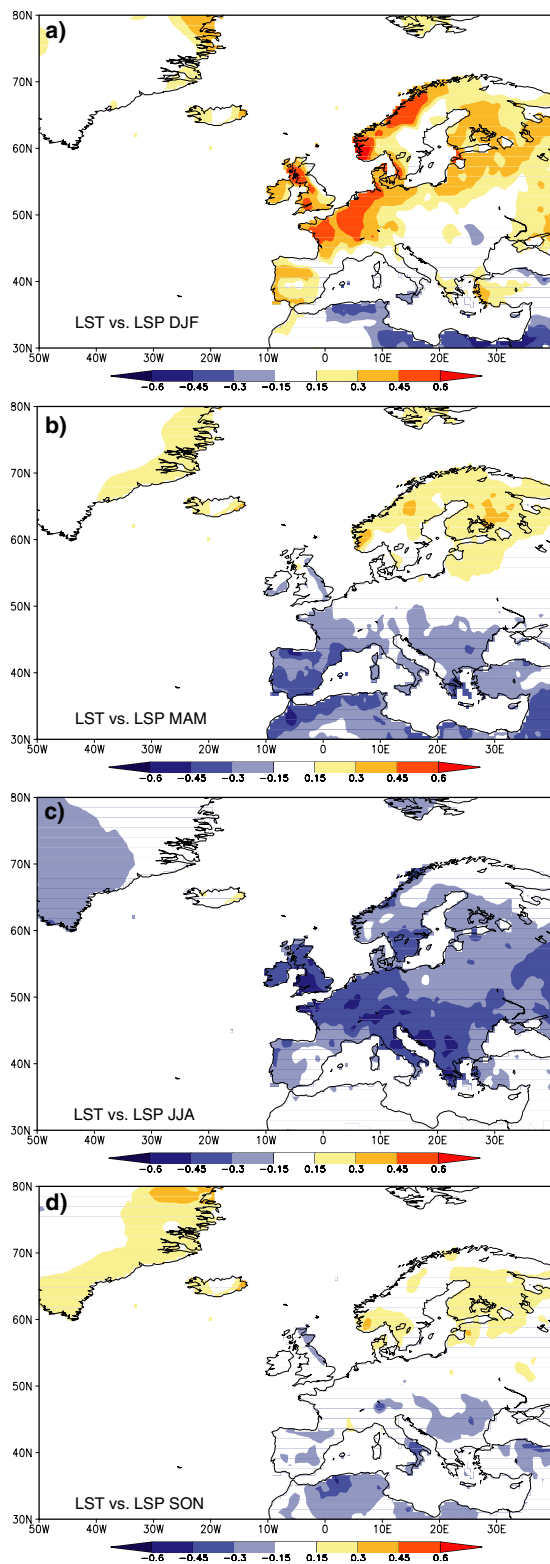 a)
80N
70N
60N
50N
40N
30N
LST vs. LSP DJF
50W 40W 30W 20W 10W 0 10E 20E 30E
−0.6 −0.45 −0.3 −0.15 0.15 0.3 0.45 0.6
b)
80N
70N
60N
50N
40N
30N
LST vs. LSP MAM
50W 40W 30W 20W 10W 0 10E 20E 30E
−0.6 −0.45 −0.3 −0.15 0.15 0.3 0.45 0.6
c)
80N
70N
60N
50N
40N
30N
LST vs. LSP JJA
50W 40W 30W 20W 10W 0 10E 20E 30E
−0.6 −0.45 −0.3 −0.15 0.15 0.3 0.45 0.6
d)
80N
70N
60N
50N
40N
30N
LST vs. LSP SON
50W 40W 30W 20W 10W 0 10E 20E 30E
−0.6 −0.45 −0.3 −0.15 0.15 0.3 0.45 0.6